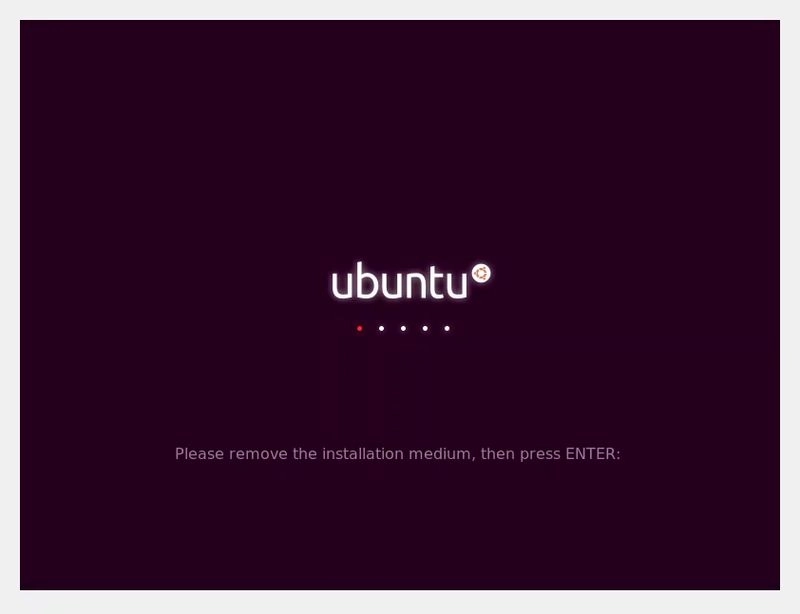 ubuntu
Please remove the installation medium, then press ENTER: